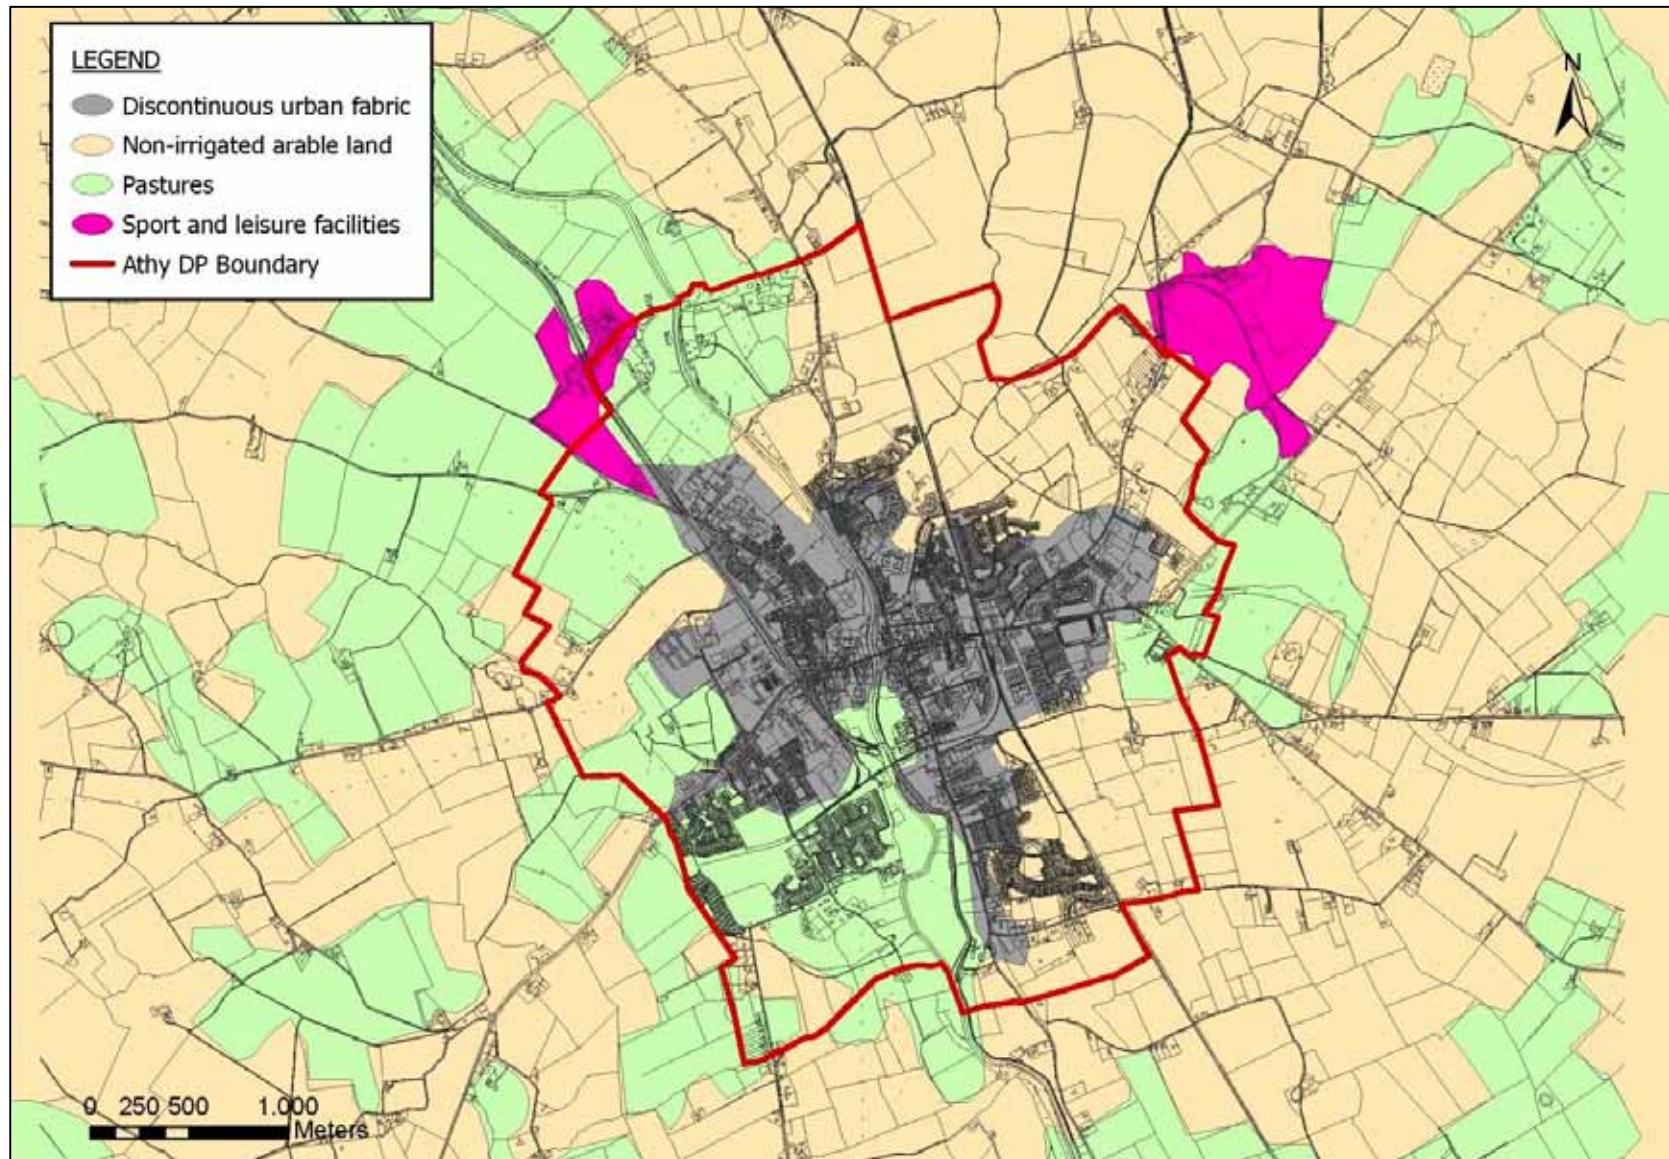 LEGEND
Discontinuous urban fabric
Non-irrigated arable land
Pastures
Sport and leisure facilities
Athy DP Boundary
N
0 250 500 1.000
Meters